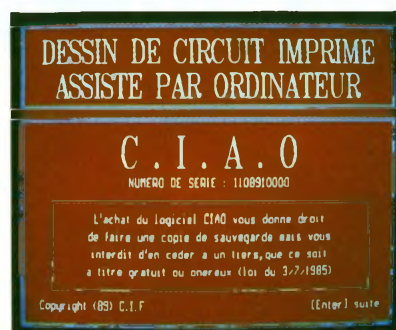 DESSIN DE CIRCUIT IMPRIME
ASSISTE PAR ORDINATEUR
C . I . A . O
NUMERO DE SERIE : 1108910000
L'achat du logiciel CIAO vous donne droit
de faire une copie de sauvegarde mais vous
interdit d'en ceder a un tiers,que ce soit
a titre gratuit ou onereux (loi du 3/7/1985)
Copyright (89) C.I.F
[Enter] suite